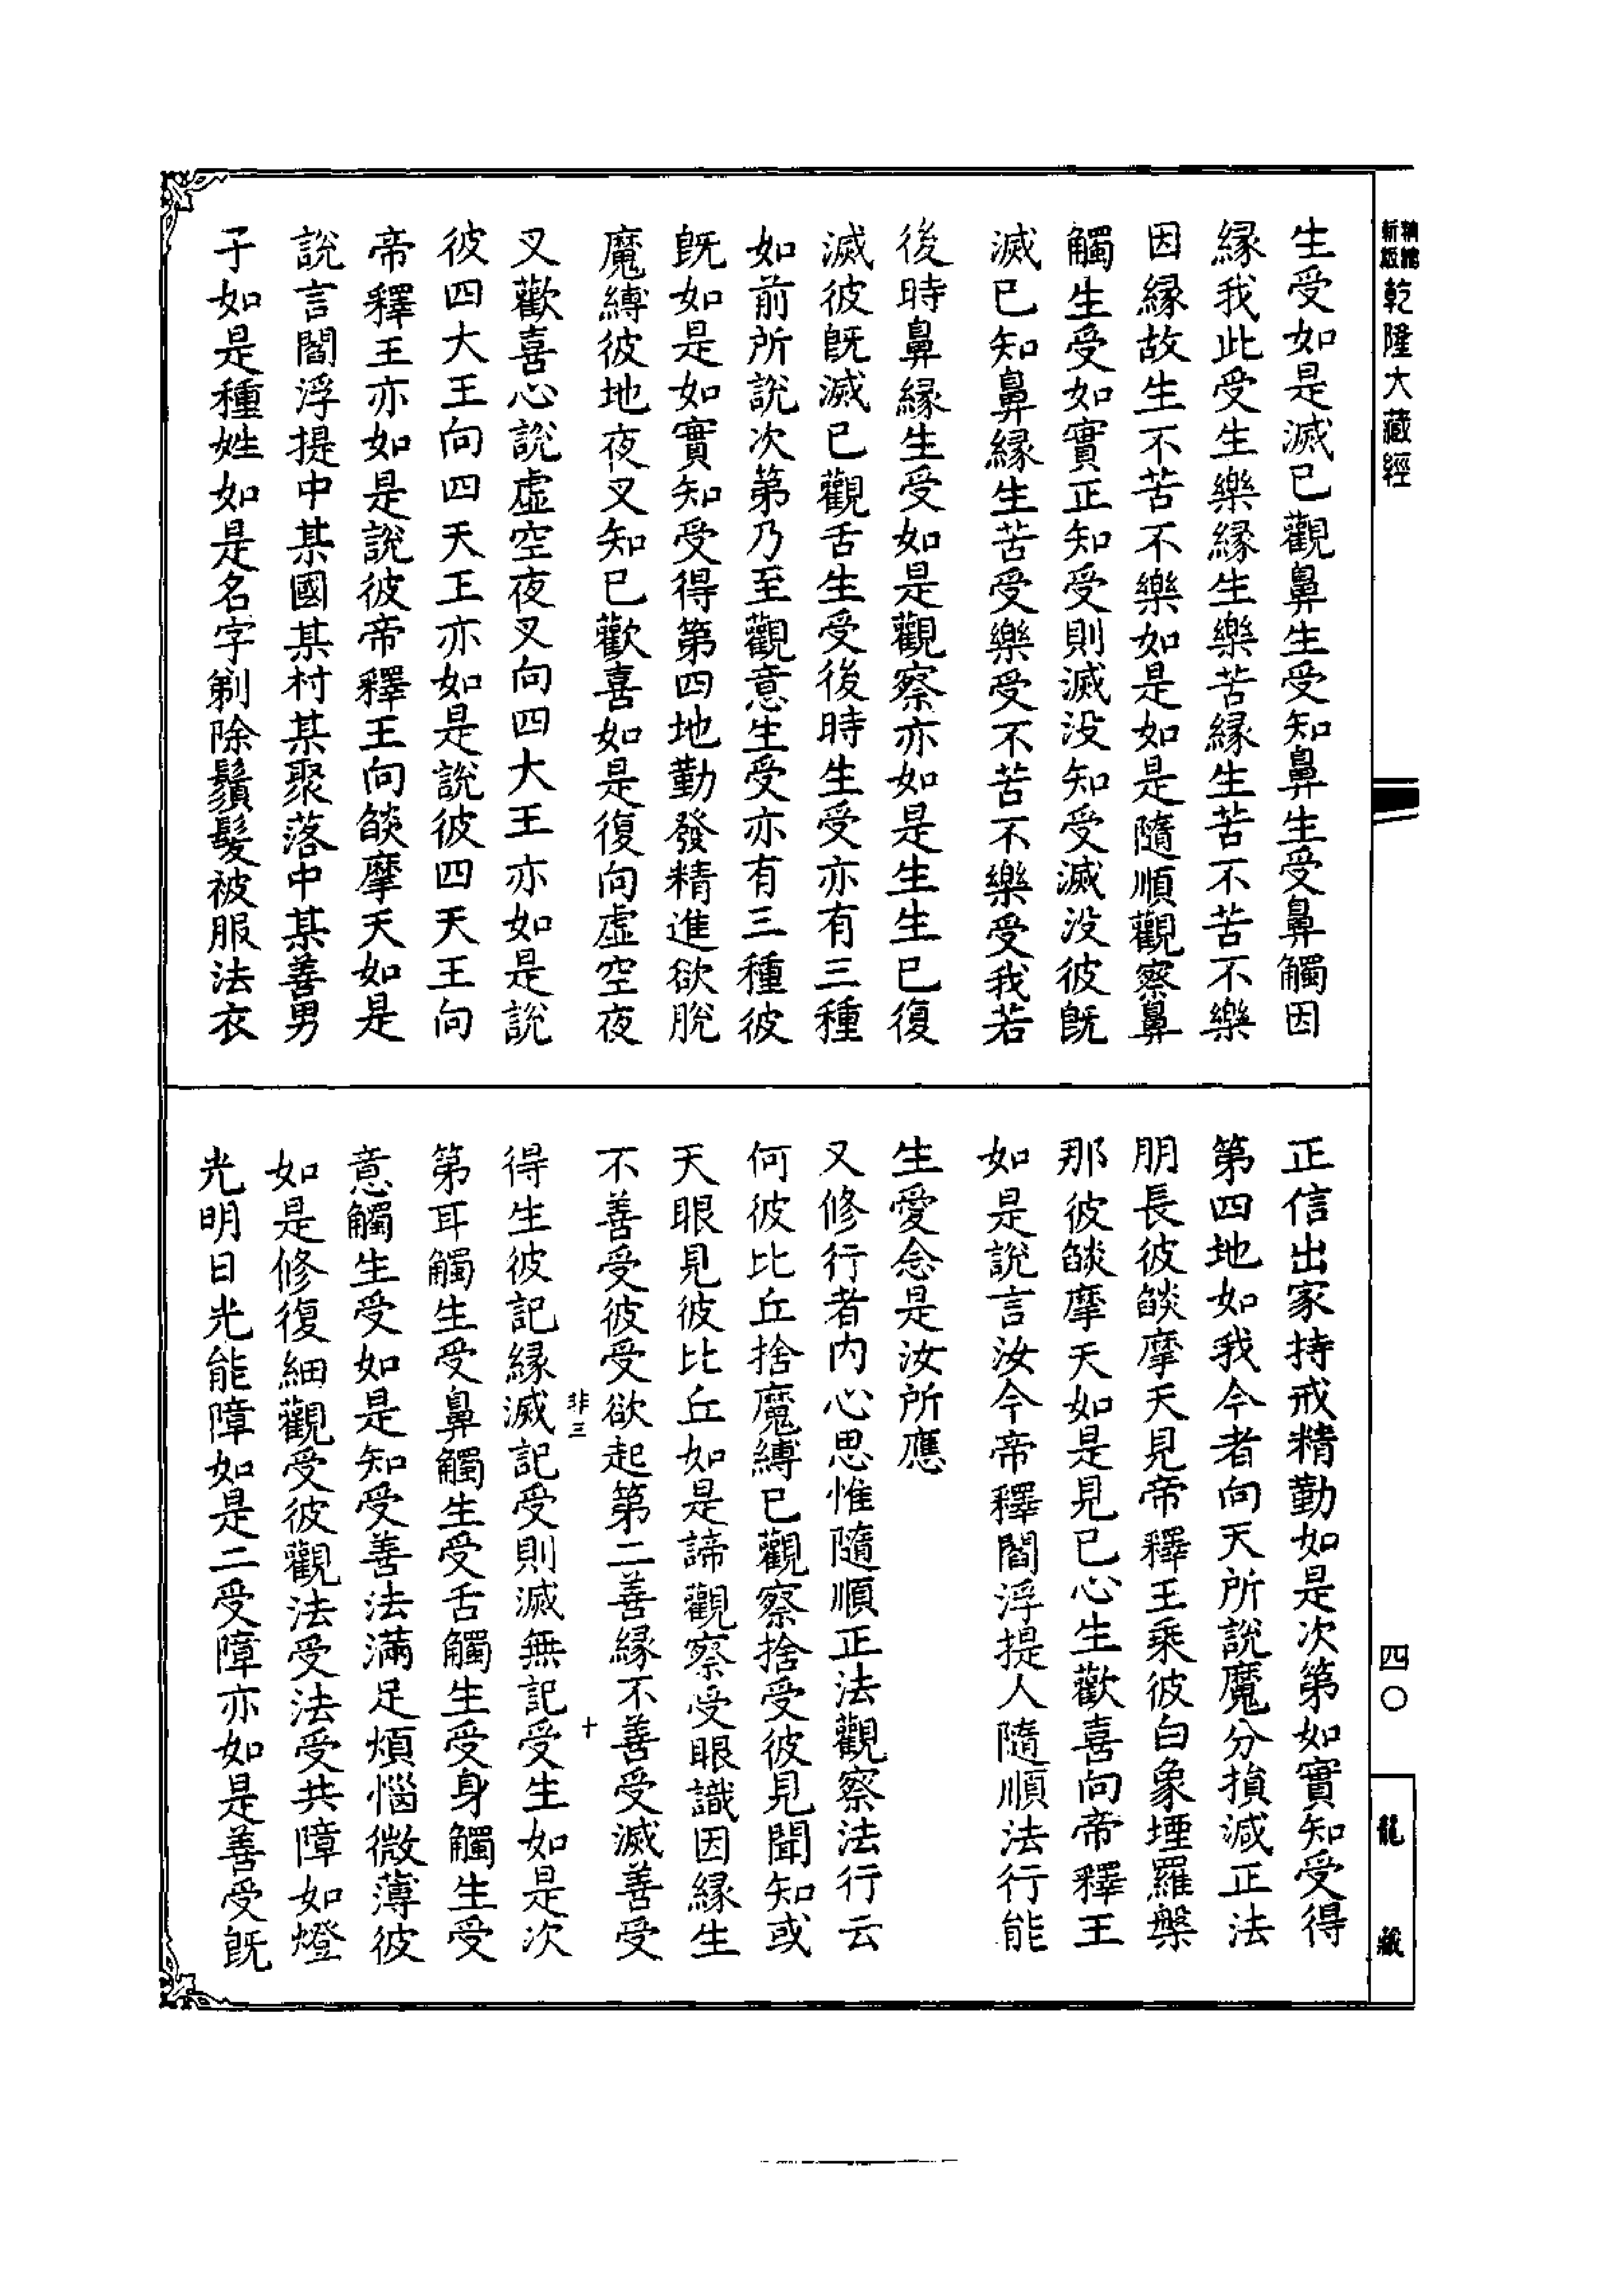 精縮
新版
乾隆大藏經
生受如是滅已觀鼻生受知鼻生受鼻觸因
緣我此受生樂緣生樂苦緣生苦不苦不樂
因緣故生不苦不樂如是如是隨順觀察鼻
觸生受如實正知受則滅没知受滅没彼既
滅已知鼻緣生苦受樂受不苦不樂受我若
後時鼻緣生受如是觀察亦如是生生已復
滅彼既滅已觀舌生受後時生受亦有三種
如前所說次第乃至觀意生受亦有三種彼
既如是如實知受得第四地勤發精進欲脫
魔縛彼地夜叉知已歡喜如是復向虛空夜
叉歡喜心說虛空夜叉向四大王亦如是說
彼四大王向四天王亦如是說彼四天王向
帝釋王亦如是說彼帝釋王向燄摩天如是
說言閻浮提中某國某村某聚落中某善男
子如是種姓如是名字剃除鬚髮被服法衣
正信出家持戒精勤如是次第如實知受得
第四地如我今者向天所說魔分損減正法
朋長彼燄摩天見帝釋王乘彼白象堙羅槃
那彼燄摩天如是見已心生歡喜向帝釋王
如是說言汝今帝釋閻浮提人隨順法行能
生愛念是汝所應
又修行者内心思惟隨順正法觀察法行云
何彼比丘捨魔縛已觀察捨受彼見聞知或
天眼見彼比丘如是諦觀察受眼識因緣生
不善受彼受欲起第二善緣不善受滅善受
非三
十
得生彼記緣滅記受則滅無記受生如是次
第耳觸生受鼻觸生受舌觸生受身觸生受
意觸生受如是知受善法滿足煩惱微薄彼
如是修復細觀受彼觀法受法受共障如燈
光明日光能障如是二受障亦如是善受既
四〇
龍
藏